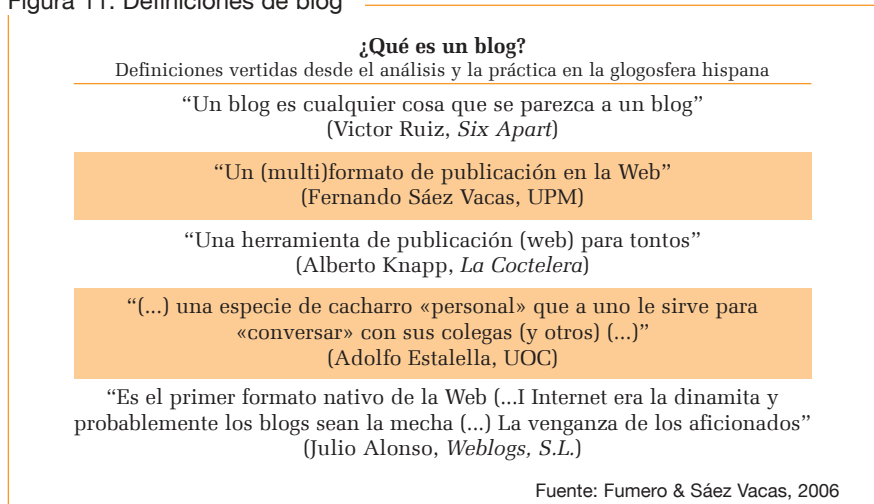 Figura 11. Definiciones de blog
¿Qué es un blog?
Definiciones vertidas desde el análisis y la práctica en la glogosfera hispana
“Un blog es cualquier cosa que se parezca a un blog”
(Victor Ruiz, Six Apart)
“Un (multi)formato de publicación en la Web”
(Fernando Sáez Vacas, UPM)
“Una herramienta de publicación (web) para tontos”
(Alberto Knapp, La Coctelera)
“(...) una especie de cacharro «personal» que a uno le sirve para
«conversar» con sus colegas (y otros) (...)”
(Adolfo Estalella, UOC)
“Es el primer formato nativo de la Web (...I Internet era la dinamita y
probablemente los blogs sean la mecha (...) La venganza de los aficionados”
(Julio Alonso, Weblogs, S.L.)
Fuente: Fumero & Sáez Vacas, 2006